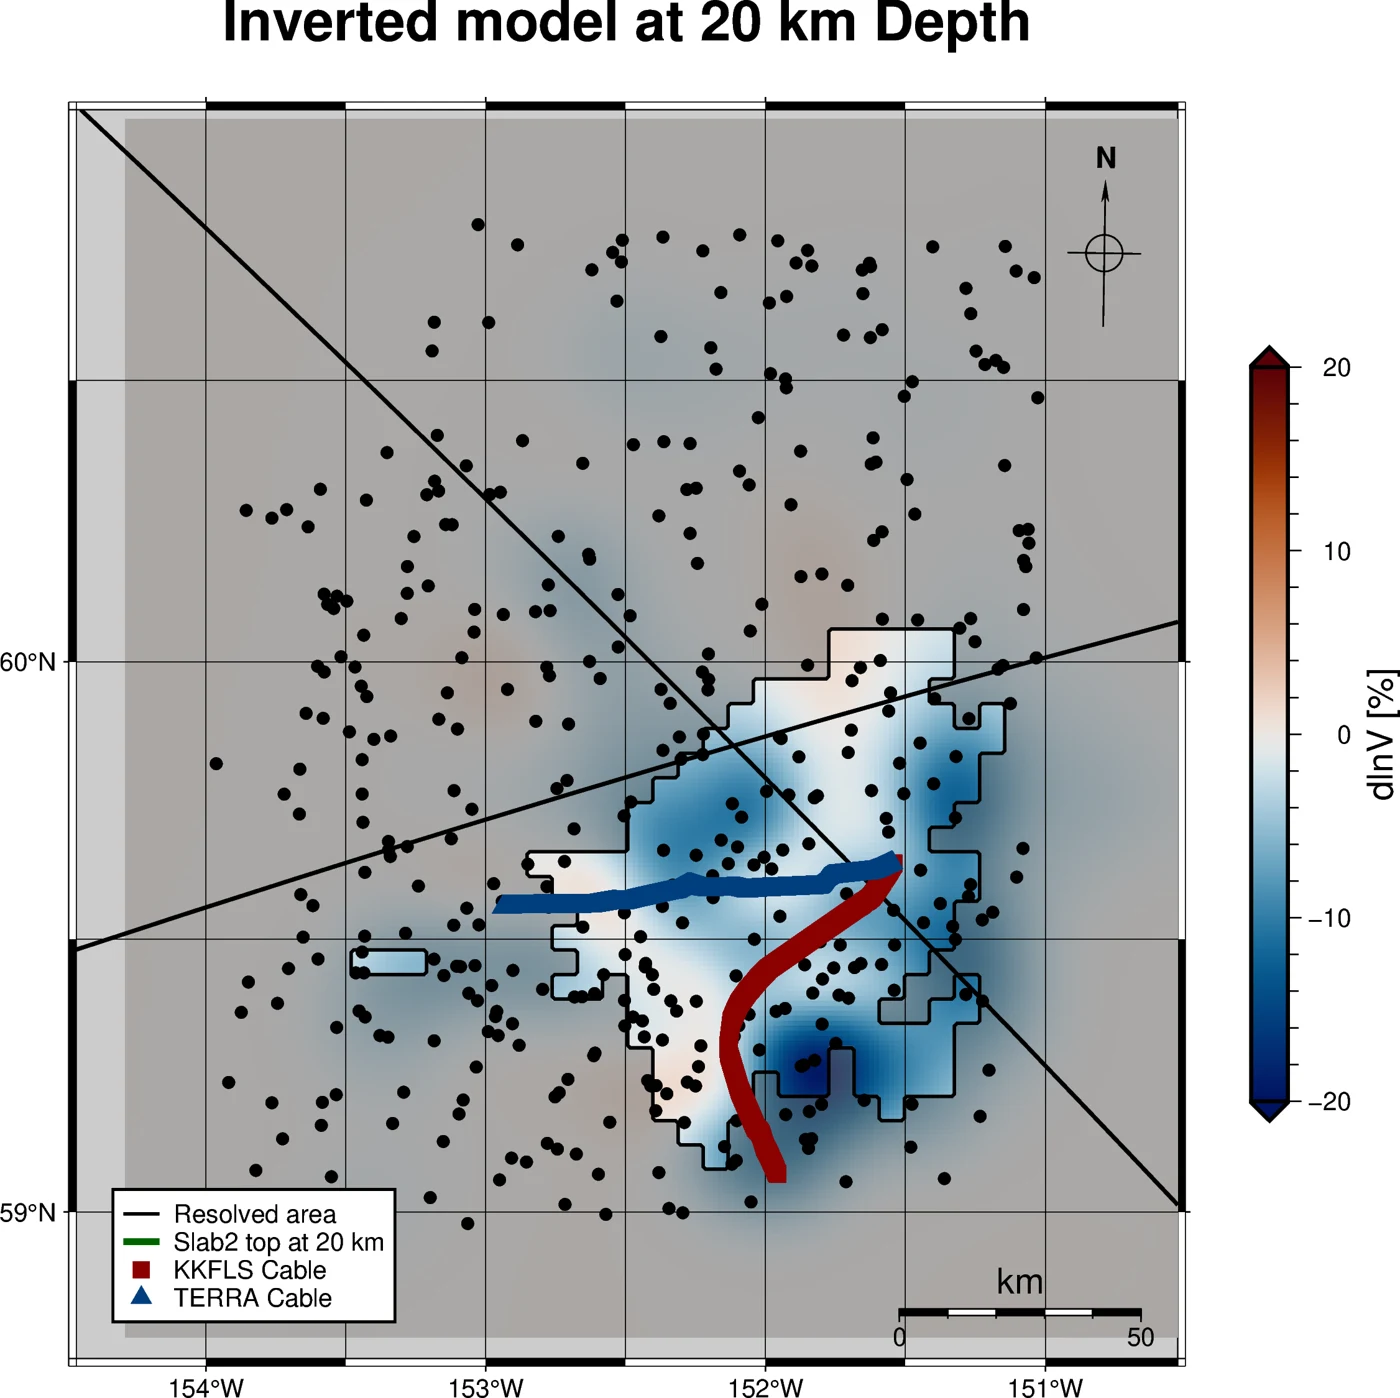 Inverted model at 20 km Depth
N
20
10
0
−10
−20
dlnV [%]
60°N
59°N
Resolved area
Slab2 top at 20 km
KKFLS Cable
TERRA Cable
km
0 50
154°W 153°W 152°W 151°W